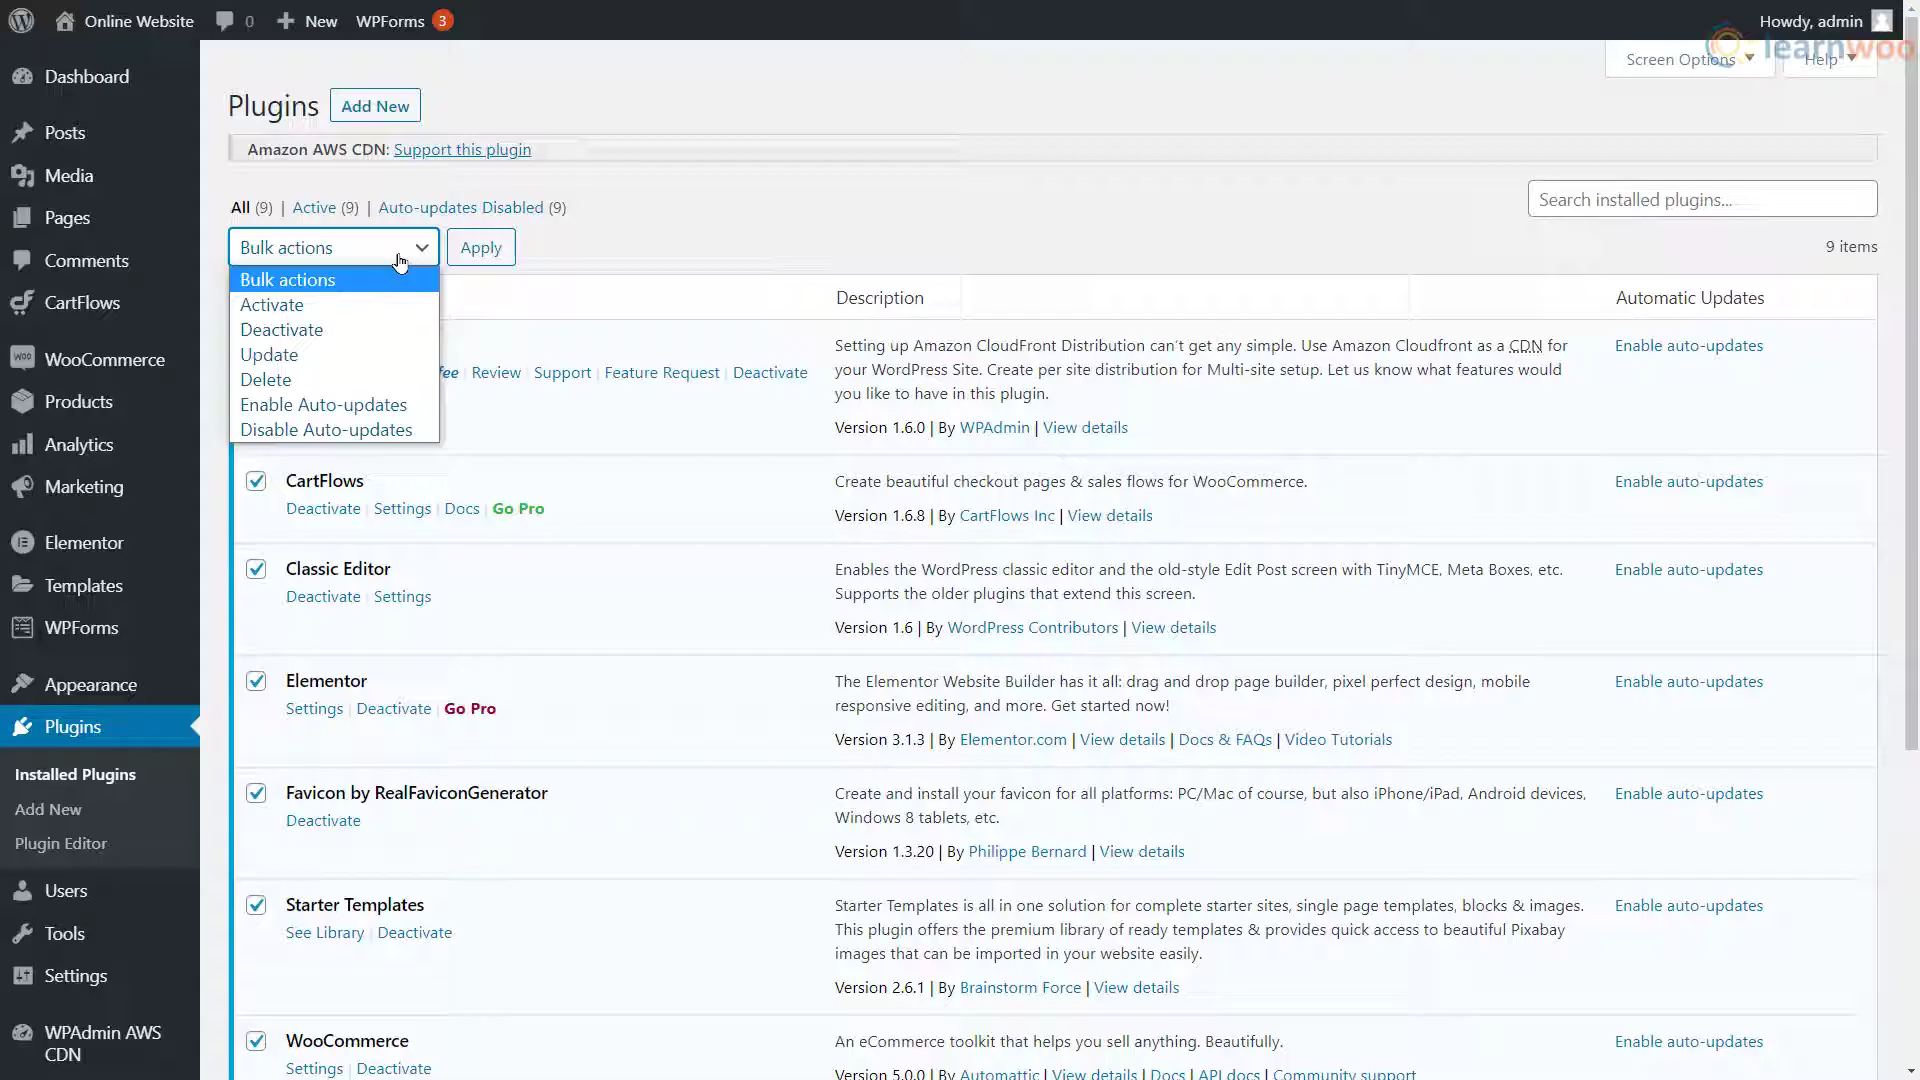 Online Website 0 New WPForms 3 Howdy, admin
learnwoo
Screen Options Help
Dashboard
Posts
Media
Pages
Comments
CartFlows
WooCommerce
Products
Analytics
Marketing
Elementor
Templates
WPForms
Appearance
Plugins
Installed Plugins
Add New
Plugin Editor
Users
Tools
Settings
WPAdmin AWS
CDN
Plugins Add New
Amazon AWS CDN: Support this plugin
All (9) | Active (9) | Auto-updates Disabled (9)
Search installed plugins...
Bulk actions Apply
9 items
Bulk actions
Activate
Deactivate
Update
Delete
Enable Auto-updates
Disable Auto-updates
Description Automatic Updates
| Review | Support | Feature Request | Deactivate
Setting up Amazon CloudFront Distribution can't get any simple. Use Amazon Cloudfront as a CDN for
your WordPress Site. Create per site distribution for Multi-site setup. Let us know what features would
you like to have in this plugin.
Version 1.6.0 | By WPAdmin | View details
Enable auto-updates
CartFlows
Deactivate | Settings | Docs | Go Pro
Create beautiful checkout pages & sales flows for WooCommerce.
Version 1.6.8 | By CartFlows Inc | View details
Enable auto-updates
Classic Editor
Deactivate | Settings
Enables the WordPress classic editor and the old-style Edit Post screen with TinyMCE, Meta Boxes, etc.
Supports the older plugins that extend this screen.
Version 1.6 | By WordPress Contributors | View details
Enable auto-updates
Elementor
Settings | Deactivate | Go Pro
The Elementor Website Builder has it all: drag and drop page builder, pixel perfect design, mobile
responsive editing, and more. Get started now!
Version 3.1.3 | By Elementor.com | View details | Docs & FAQs | Video Tutorials
Enable auto-updates
Favicon by RealFaviconGenerator
Deactivate
Create and install your favicon for all platforms: PC/Mac of course, but also iPhone/iPad, Android devices,
Windows 8 tablets, etc.
Version 1.3.20 | By Philippe Bernard | View details
Enable auto-updates
Starter Templates
See Library | Deactivate
Starter Templates is all in one solution for complete starter sites, single page templates, blocks & images.
This plugin offers the premium library of ready templates & provides quick access to beautiful Pixabay
images that can be imported in your website easily.
Version 2.6.1 | By Brainstorm Force | View details
Enable auto-updates
WooCommerce
Settings | Deactivate
An eCommerce toolkit that helps you sell anything. Beautifully.
Version 5.0.0 | By Automattic | View details | Docs | API docs | Community support
Enable auto-updates